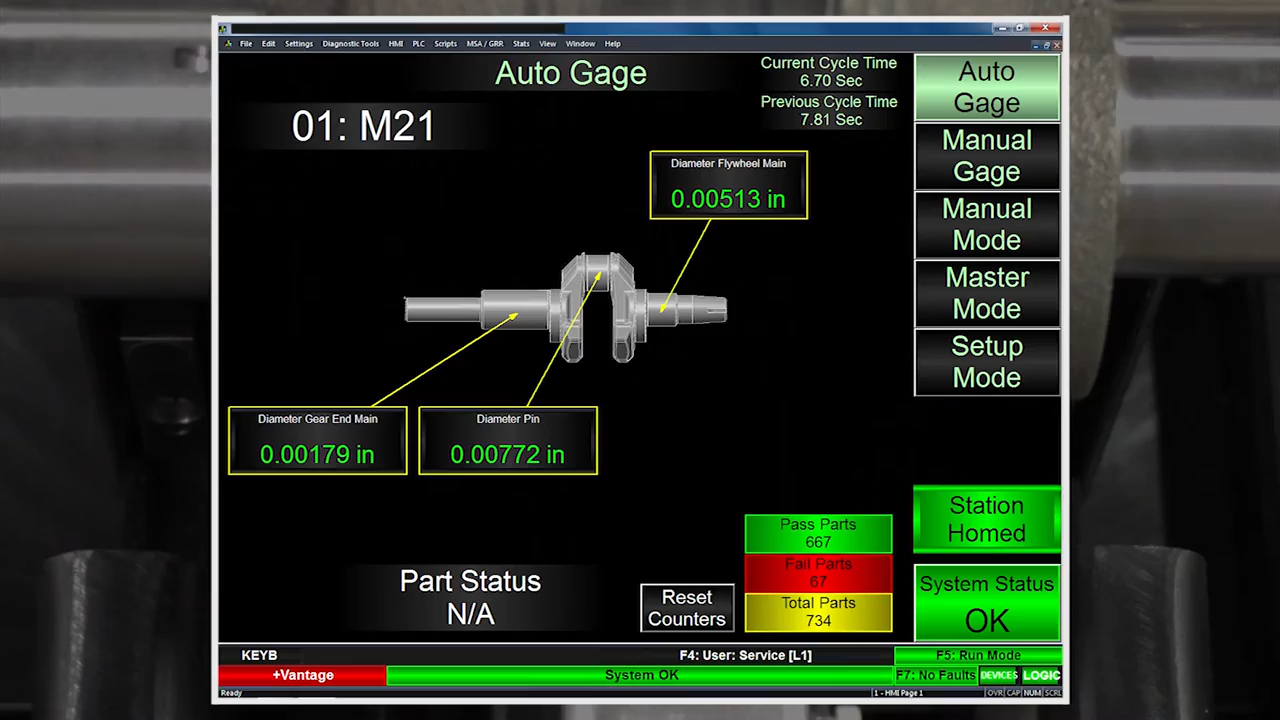 File Edit Settings Diagnostic Tools HMI PLC Scripts MSA / GRR Stats View Window Help
Auto Gage
Current Cycle Time
6.70 Sec
Previous Cycle Time
7.81 Sec
01: M21
Auto
Gage
Manual
Gage
Manual
Mode
Master
Mode
Setup
Mode
Diameter Flywheel Main
0.00513 in
Diameter Gear End Main
0.00179 in
Diameter Pin
0.00772 in
Station
Homed
System Status
OK
Pass Parts
667
Fail Parts
67
Total Parts
734
Part Status
N/A
Reset
Counters
KEYB F4: User: Service [L1] F5: Run Mode
+Vantage System OK F7: No Faults DEVICES LOGIC
Ready 1 - HMI Page 1 OVR CAP NUM SCRL